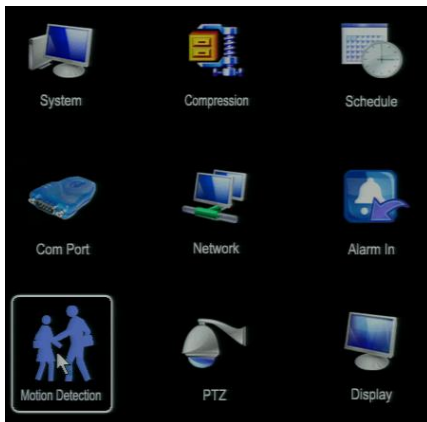 System
Compression
Schedule
Com Port
Network
Alarm In
Motion Detection
PTZ
Display